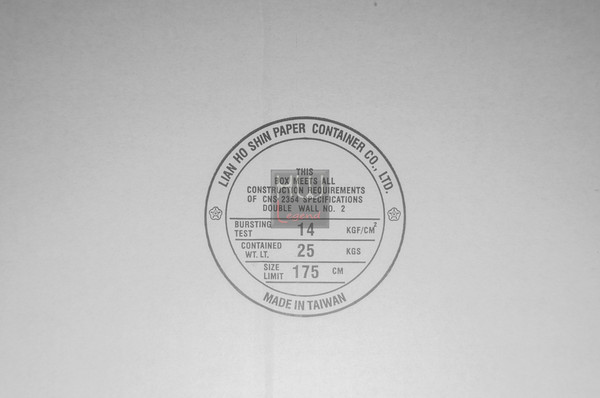 LIAN HO SHIN PAPER CONTAINER CO., LTD.
THIS
BOX MEETS ALL
CONSTRUCTION REQUIREMENTS
OF CNS 2354 SPECIFICATIONS
DOUBLE WALL NO. 2
BURSTING TEST 14 KGF/CM²
CONTAINED WT. LT. 25 KGS
SIZE LIMIT 175 CM
MADE IN TAIWAN